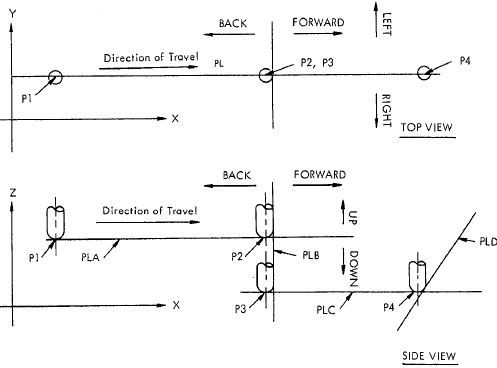 Y
BACK
FORWARD
LEFT
Direction of Travel
PL
P2, P3
P4
P1
RIGHT
X
TOP VIEW
Z
BACK
FORWARD
Direction of Travel
UP
PLD
P1
PLA
P2
PLB
DOWN
X
P3
PLC
P4
SIDE VIEW